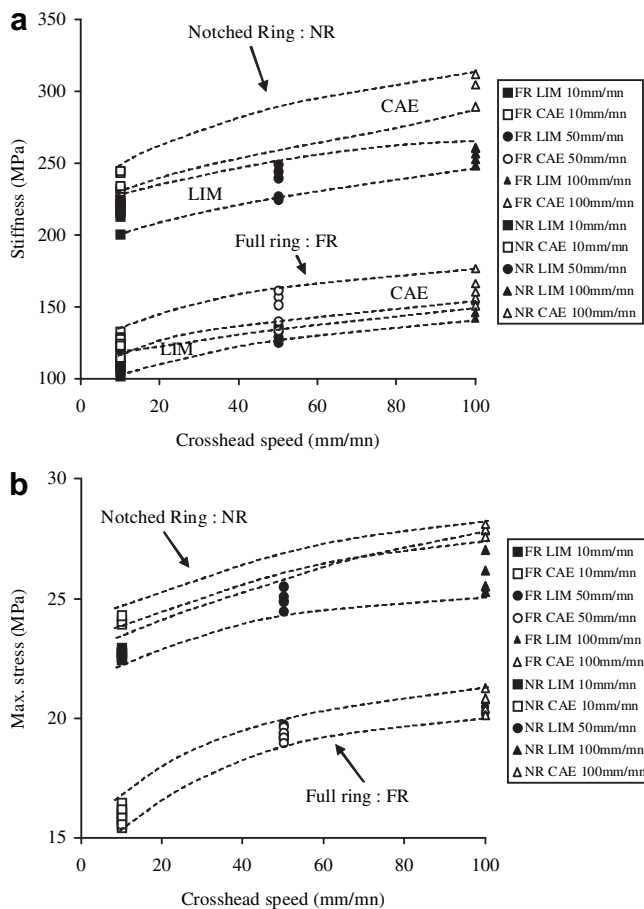 a
350
300
250
200
150
100
Stiffness (MPa)
0
20
40
60
80
100
Crosshead speed (mm/mn)
Notched Ring : NR
CAE
LIM
Full ring : FR
CAE
LIM
FR LIM 10mm/mn
FR CAE 10mm/mn
FR LIM 50mm/mn
FR CAE 50mm/mn
FR LIM 100mm/mn
FR CAE 100mm/mn
NR LIM 10mm/mn
NR CAE 10mm/mn
NR LIM 50mm/mn
NR LIM 100mm/mn
NR CAE 100mm/mn
b
30
25
20
15
Max. stress (MPa)
0
20
40
60
80
100
Crosshead speed (mm/mn)
Notched Ring : NR
Full ring : FR
FR LIM 10mm/mn
FR CAE 10mm/mn
FR LIM 50mm/mn
FR CAE 50mm/mn
FR LIM 100mm/mn
FR CAE 100mm/mn
NR LIM 10mm/mn
NR CAE 10mm/mn
NR LIM 50mm/mn
NR LIM 100mm/mn
NR CAE 100mm/mn